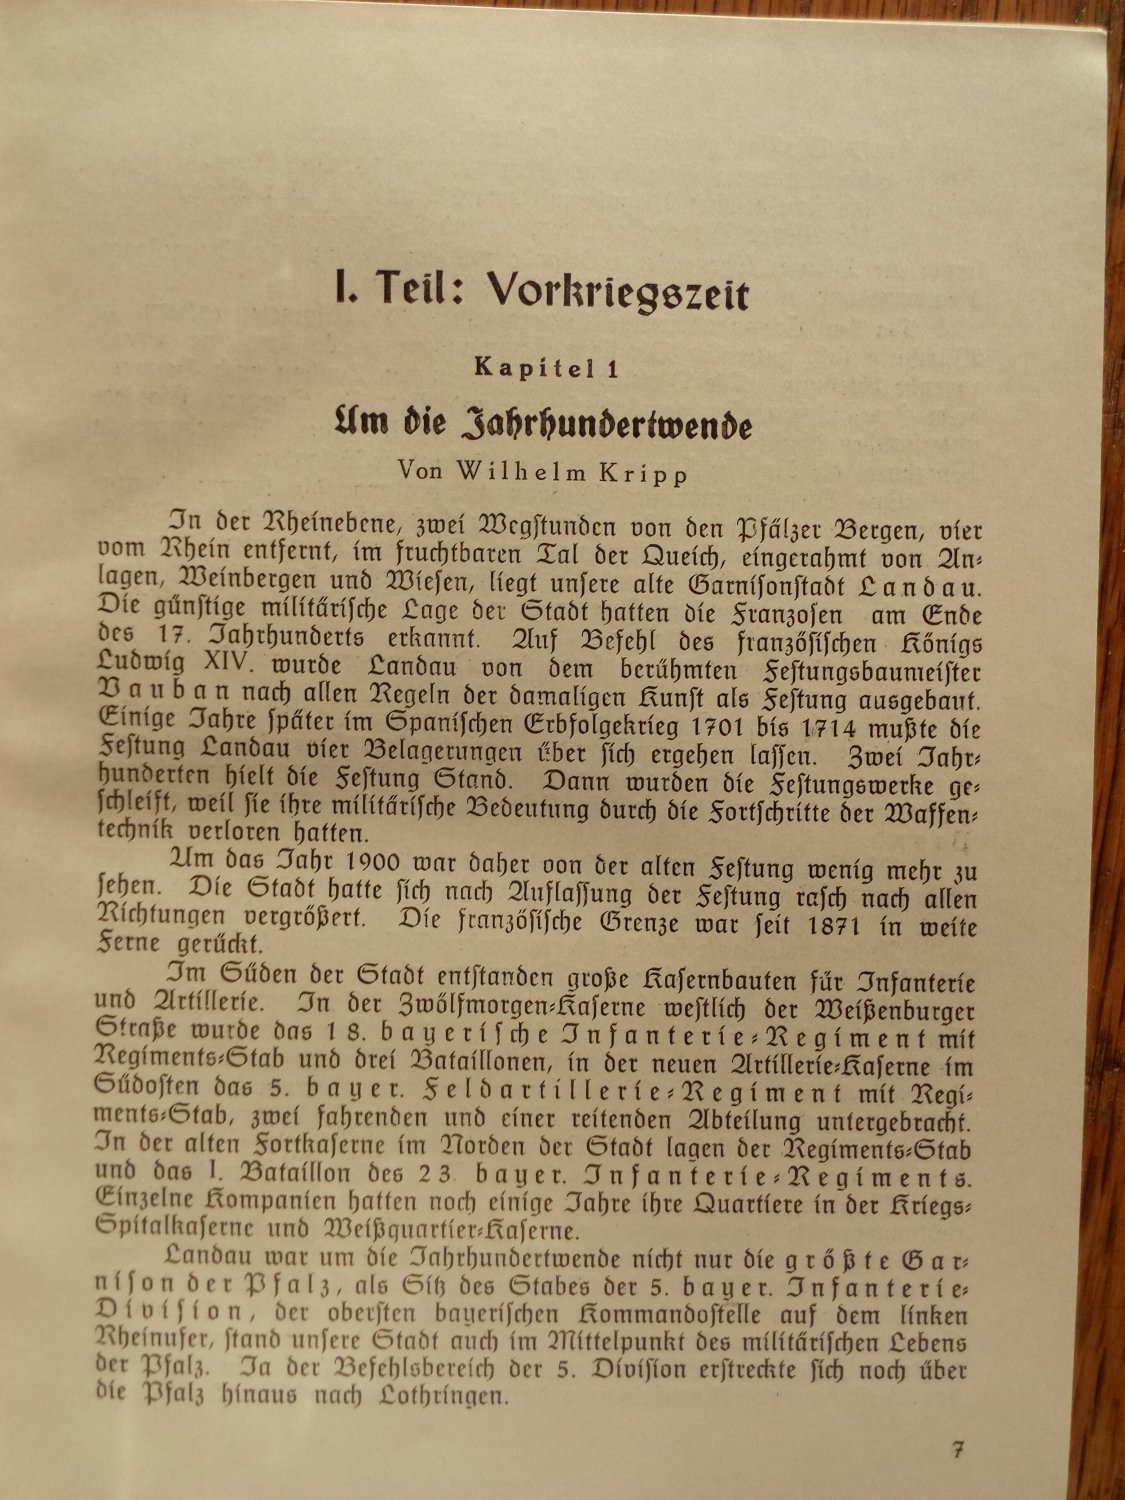 I. Teil: Vorkriegszeit
Kapitel 1
Um die Jahrhundertwende
Von Wilhelm Kripp
In der Rheinebene, zwei Wegstunden von den Pfälzer Bergen, vier
vom Rhein entfernt, im fruchtbaren Tal der Queich, eingerahmt von An-
lagen, Weinbergen und Wiesen, liegt unsere alte Garnisonstadt Landau.
Die günstige militärische Lage der Stadt hatten die Franzosen am Ende
des 17. Jahrhunderts erkannt. Auf Befehl des französischen Königs
Ludwig XIV. wurde Landau von dem berühmten Festungsbaumeister
Vauban nach allen Regeln der damaligen Kunst als Festung ausgebaut.
Einige Jahre später im Spanischen Erbfolgekrieg 1701 bis 1714 mußte die
Festung Landau vier Belagerungen über sich ergehen lassen. Zwei Jahr-
hunderten hielt die Festung Stand. Dann wurden die Festungswerke ge-
schleift, weil sie ihre militärische Bedeutung durch die Fortschritte der Waffen-
technik verloren hatten.
Um das Jahr 1900 war daher von der alten Festung wenig mehr zu
sehen. Die Stadt hatte sich nach Auflassung der Festung rasch nach allen
Richtungen vergrößert. Die französische Grenze war seit 1871 in weite
Ferne gerückt.
Im Süden der Stadt entstanden große Kasernbauten für Infanterie
und Artillerie. In der Zwölfmorgen-Kaserne westlich der Weißenburger
Straße wurde das 18. bayerische Infanterie-Regiment mit
Regiments-Stab und drei Bataillonen, in der neuen Artillerie-Kaserne im
Südosten das 5. bayer. Feldartillerie-Regiment mit Regi-
ments-Stab, zwei fahrenden und einer reitenden Abteilung untergebracht.
In der alten Fortkaserne im Norden der Stadt lagen der Regiments-Stab
und das I. Bataillon des 23 bayer. Infanterie-Regiments.
Einzelne Kompanien hatten noch einige Jahre ihre Quartiere in der Kriegs-
Spitalkaserne und Weißquartier-Kaserne.
Landau war um die Jahrhundertwende nicht nur die größte Gar-
nison der Pfalz, als Sitz des Stabes der 5. bayer. Infanterie-
Division, der obersten bayerischen Kommandostelle auf dem linken
Rheinufer, stand unsere Stadt auch im Mittelpunkt des militärischen Lebens
der Pfalz. Ja der Befehlsbereich der 5. Division erstreckte sich noch über
die Pfalz hinaus nach Lothringen.
7